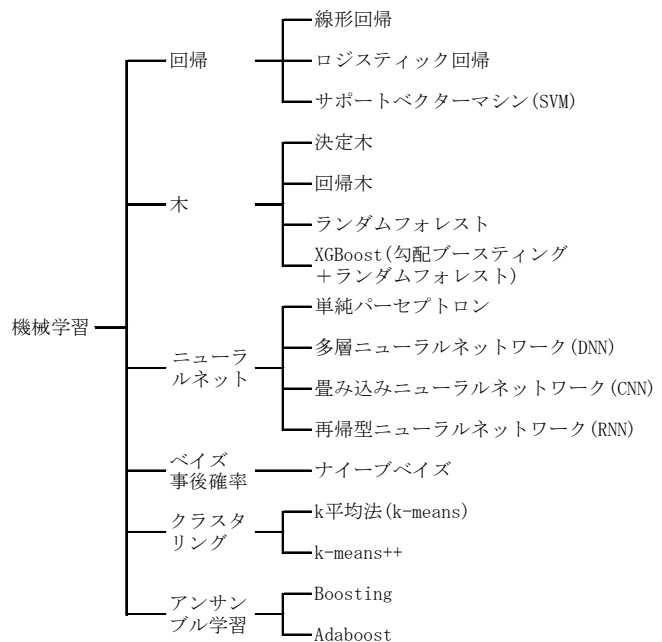 機械学習
回帰
線形回帰
ロジスティック回帰
サポートベクターマシン(SVM)
木
決定木
回帰木
ランダムフォレスト
XGBoost(勾配ブースティング
＋ランダムフォレスト)
ニューラ
ルネット
単純パーセプトロン
多層ニューラルネットワーク(DNN)
畳み込みニューラルネットワーク(CNN)
再帰型ニューラルネットワーク(RNN)
ベイズ
事後確率
ナイーブベイズ
クラスタ
リング
k平均法(k-means)
k-means++
アンサン
ブル学習
Boosting
Adaboost